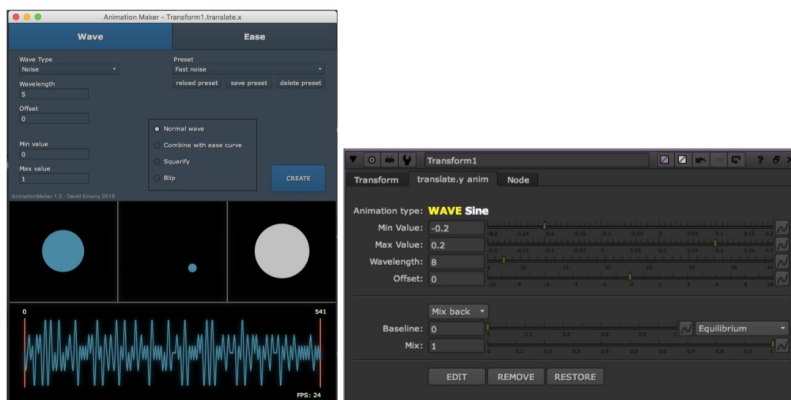 Animation Maker - Transform1.translate.x
Wave Ease
Wave Type Preset
Noise Fast noise
Wavelength reload preset save preset delete preset
5
Offset
0
Normal wave
Combine with ease curve
Min value
0
Squarify
Max value
1 Blip CREATE
AnimationMaker 1.2 - David Emeny 2016
0 541
FPS: 24
Transform1
Transform translate.y anim Node
Animation type: WAVE Sine
Min Value: -0.2
Max Value: 0.2
Wavelength: 8
Offset: 0
Mix back
Baseline: 0 Equilibrium
Mix: 1
EDIT REMOVE RESTORE